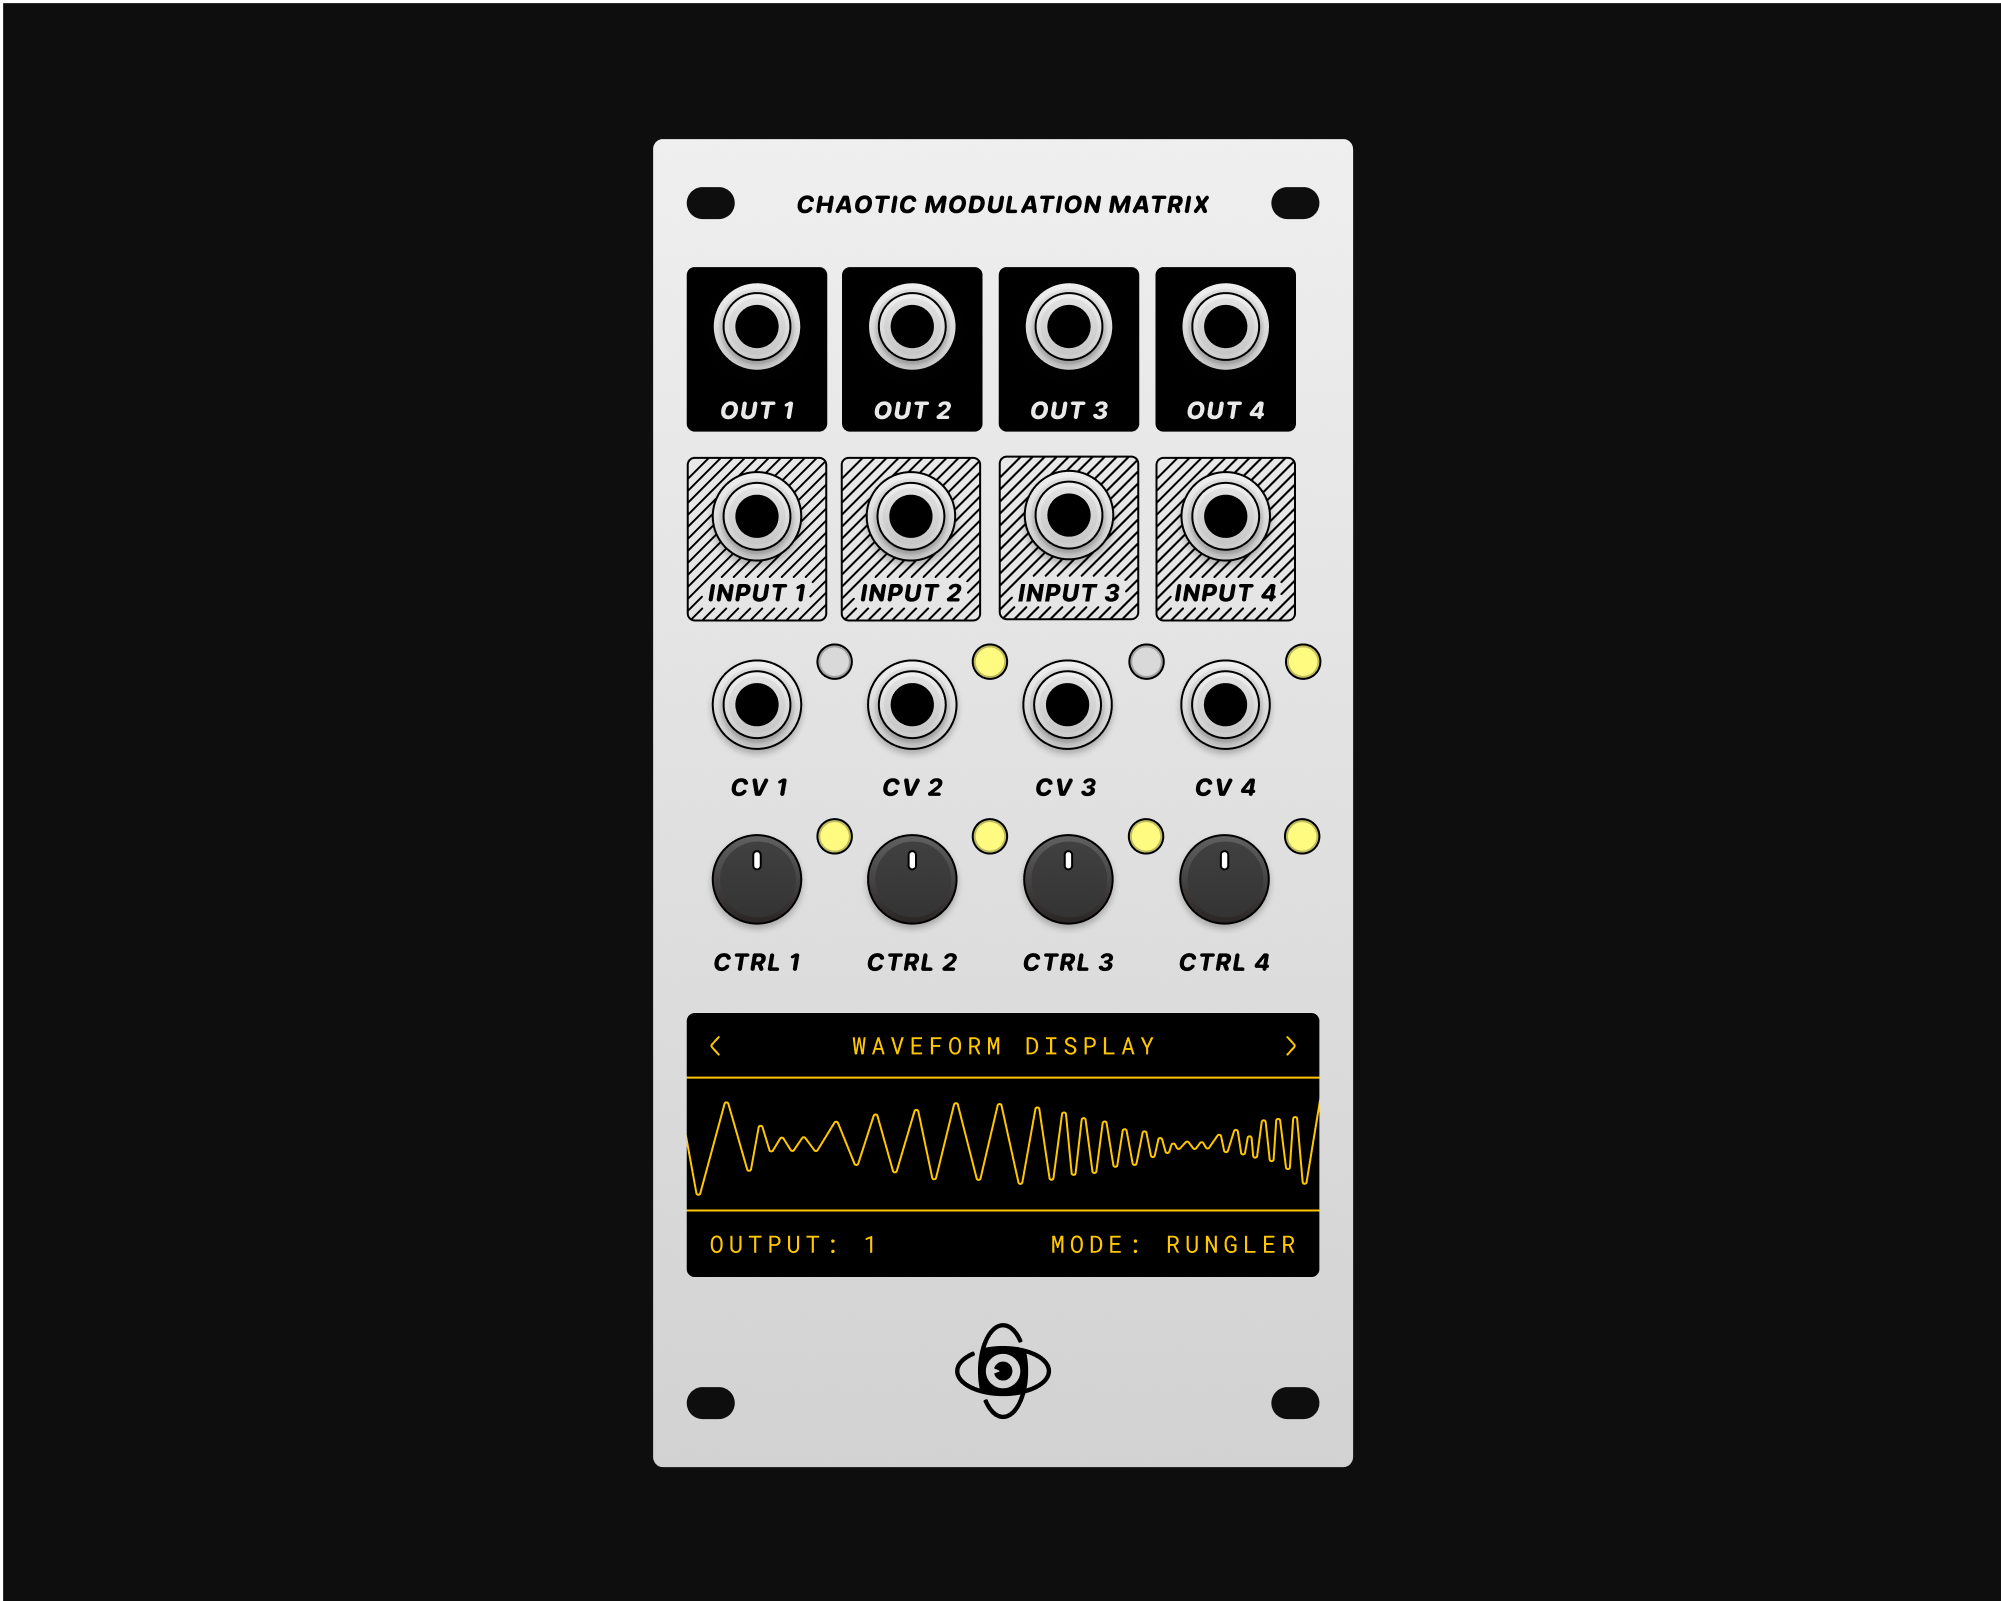 CHAOTIC MODULATION MATRIX
OUT 1 OUT 2 OUT 3 OUT 4
INPUT 1 INPUT 2 INPUT 3 INPUT 4
CV 1 CV 2 CV 3 CV 4
CTRL 1 CTRL 2 CTRL 3 CTRL 4
< WAVEFORM DISPLAY >
OUTPUT: 1 MODE: RUNGLER